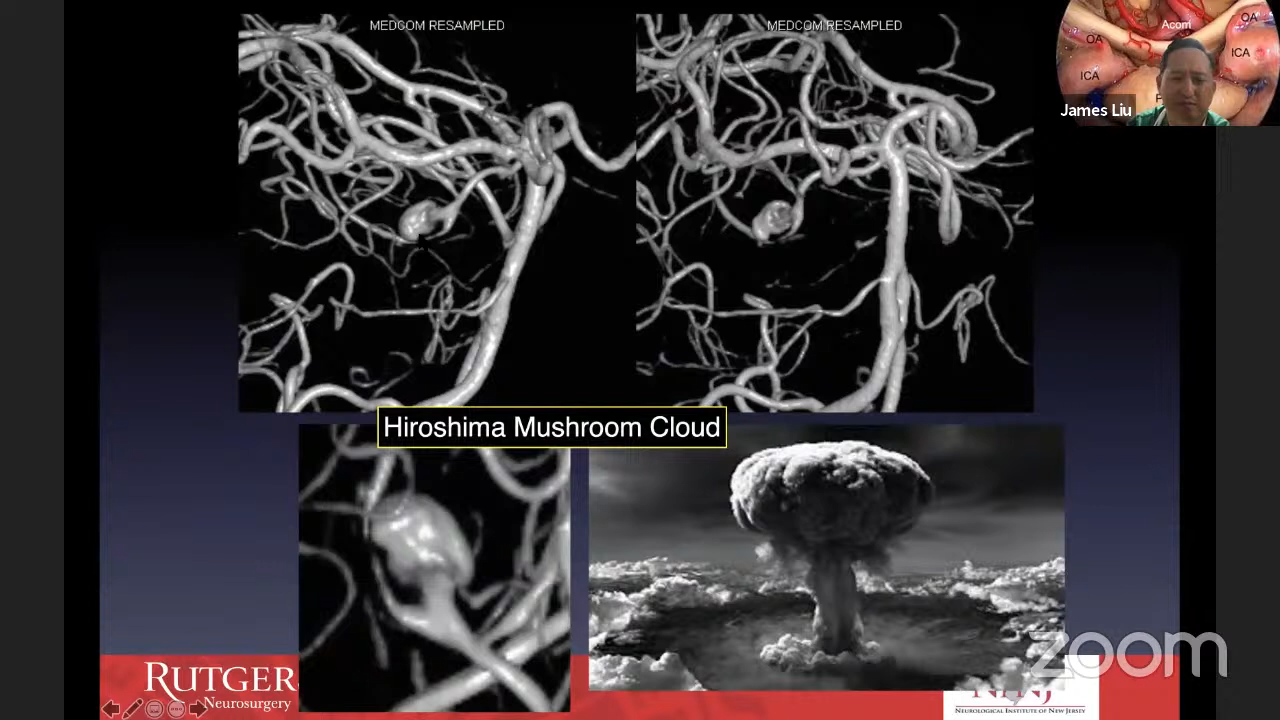 MEDCOM RESAMPLED
MEDCOM RESAMPLED
Acom
OA
OA
ICA
ICA
James Liu
Hiroshima Mushroom Cloud
zoom
RUTGER
Neurosurgery
NEUROLOGICAL INSTITUTE OF NEW JERSEY